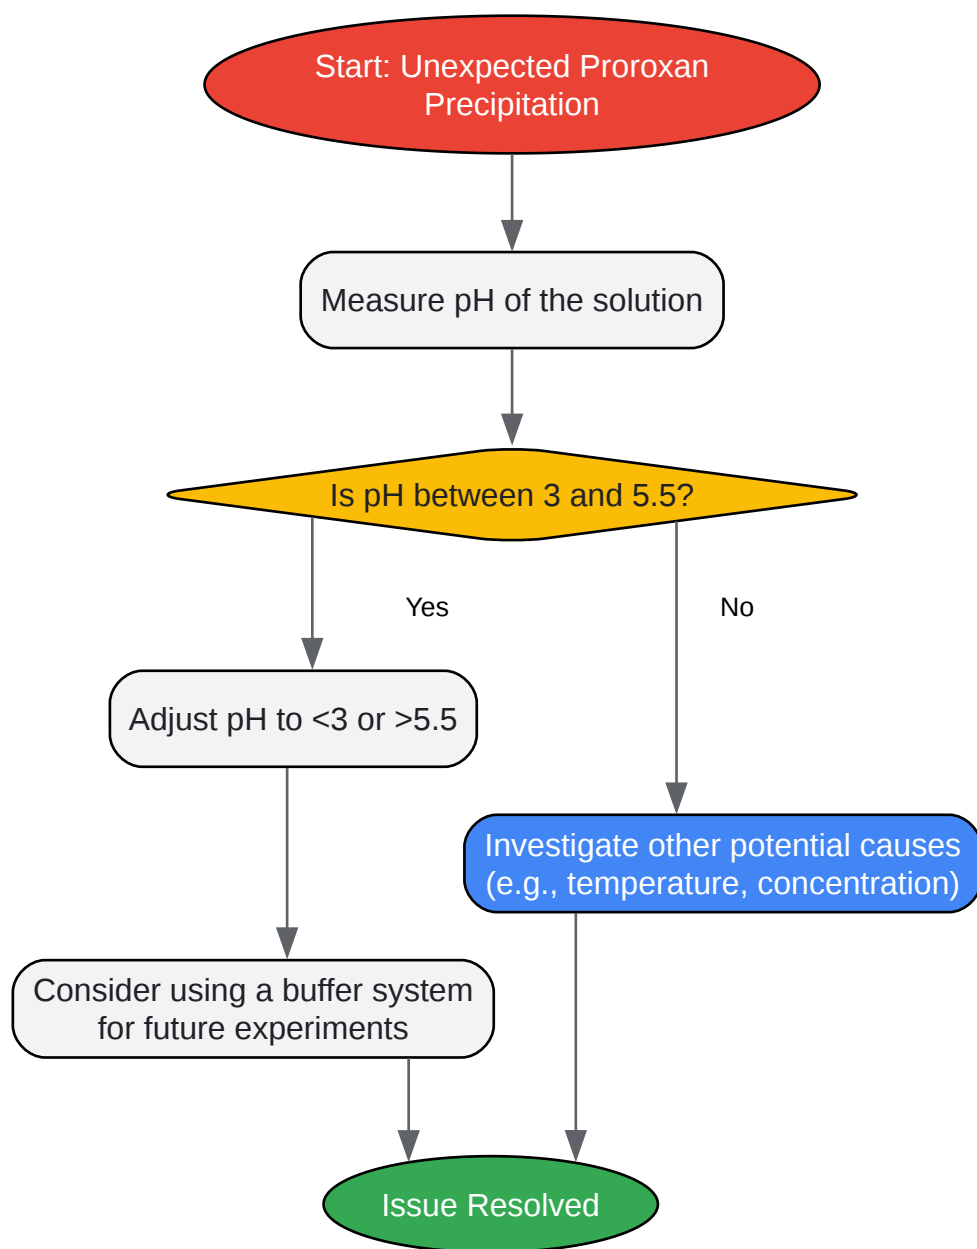 Start: Unexpected Proroxan
Precipitation
Measure pH of the solution
Is pH between 3 and 5.5?
Yes
No
Adjust pH to <3 or >5.5
Investigate other potential causes
(e.g., temperature, concentration)
Consider using a buffer system
for future experiments
Issue Resolved